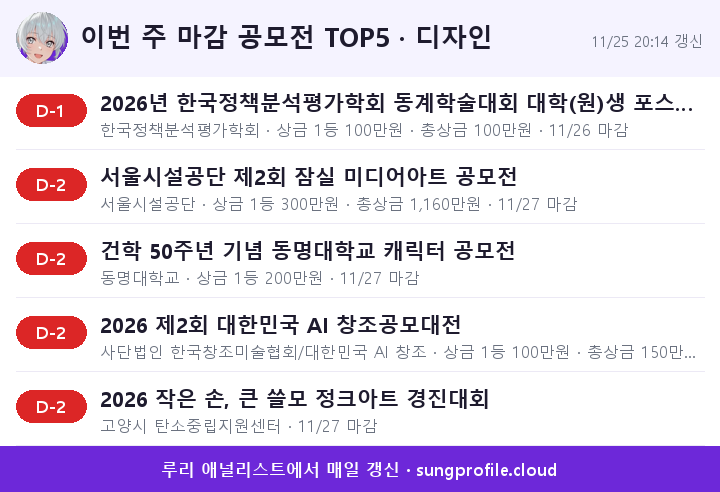 이번 주 마감 공모전 TOP5 · 디자인
11/25 20:14 갱신
D-1
2026년 한국정책분석평가학회 동계학술대회 대학(원)생 포스...
한국정책분석평가학회 · 상금 1등 100만원 · 총상금 100만원 · 11/26 마감
D-2
서울시설공단 제2회 잠실 미디어아트 공모전
서울시설공단 · 상금 1등 300만원 · 총상금 1,160만원 · 11/27 마감
D-2
건학 50주년 기념 동명대학교 캐릭터 공모전
동명대학교 · 상금 1등 200만원 · 11/27 마감
D-2
2026 제2회 대한민국 AI 창조공모대전
사단법인 한국창조미술협회/대한민국 AI 창조 · 상금 1등 100만원 · 총상금 150만...
D-2
2026 작은 손, 큰 쓸모 정크아트 경진대회
고양시 탄소중립지원센터 · 11/27 마감
루리 애널리스트에서 매일 갱신 · sungprofile.cloud